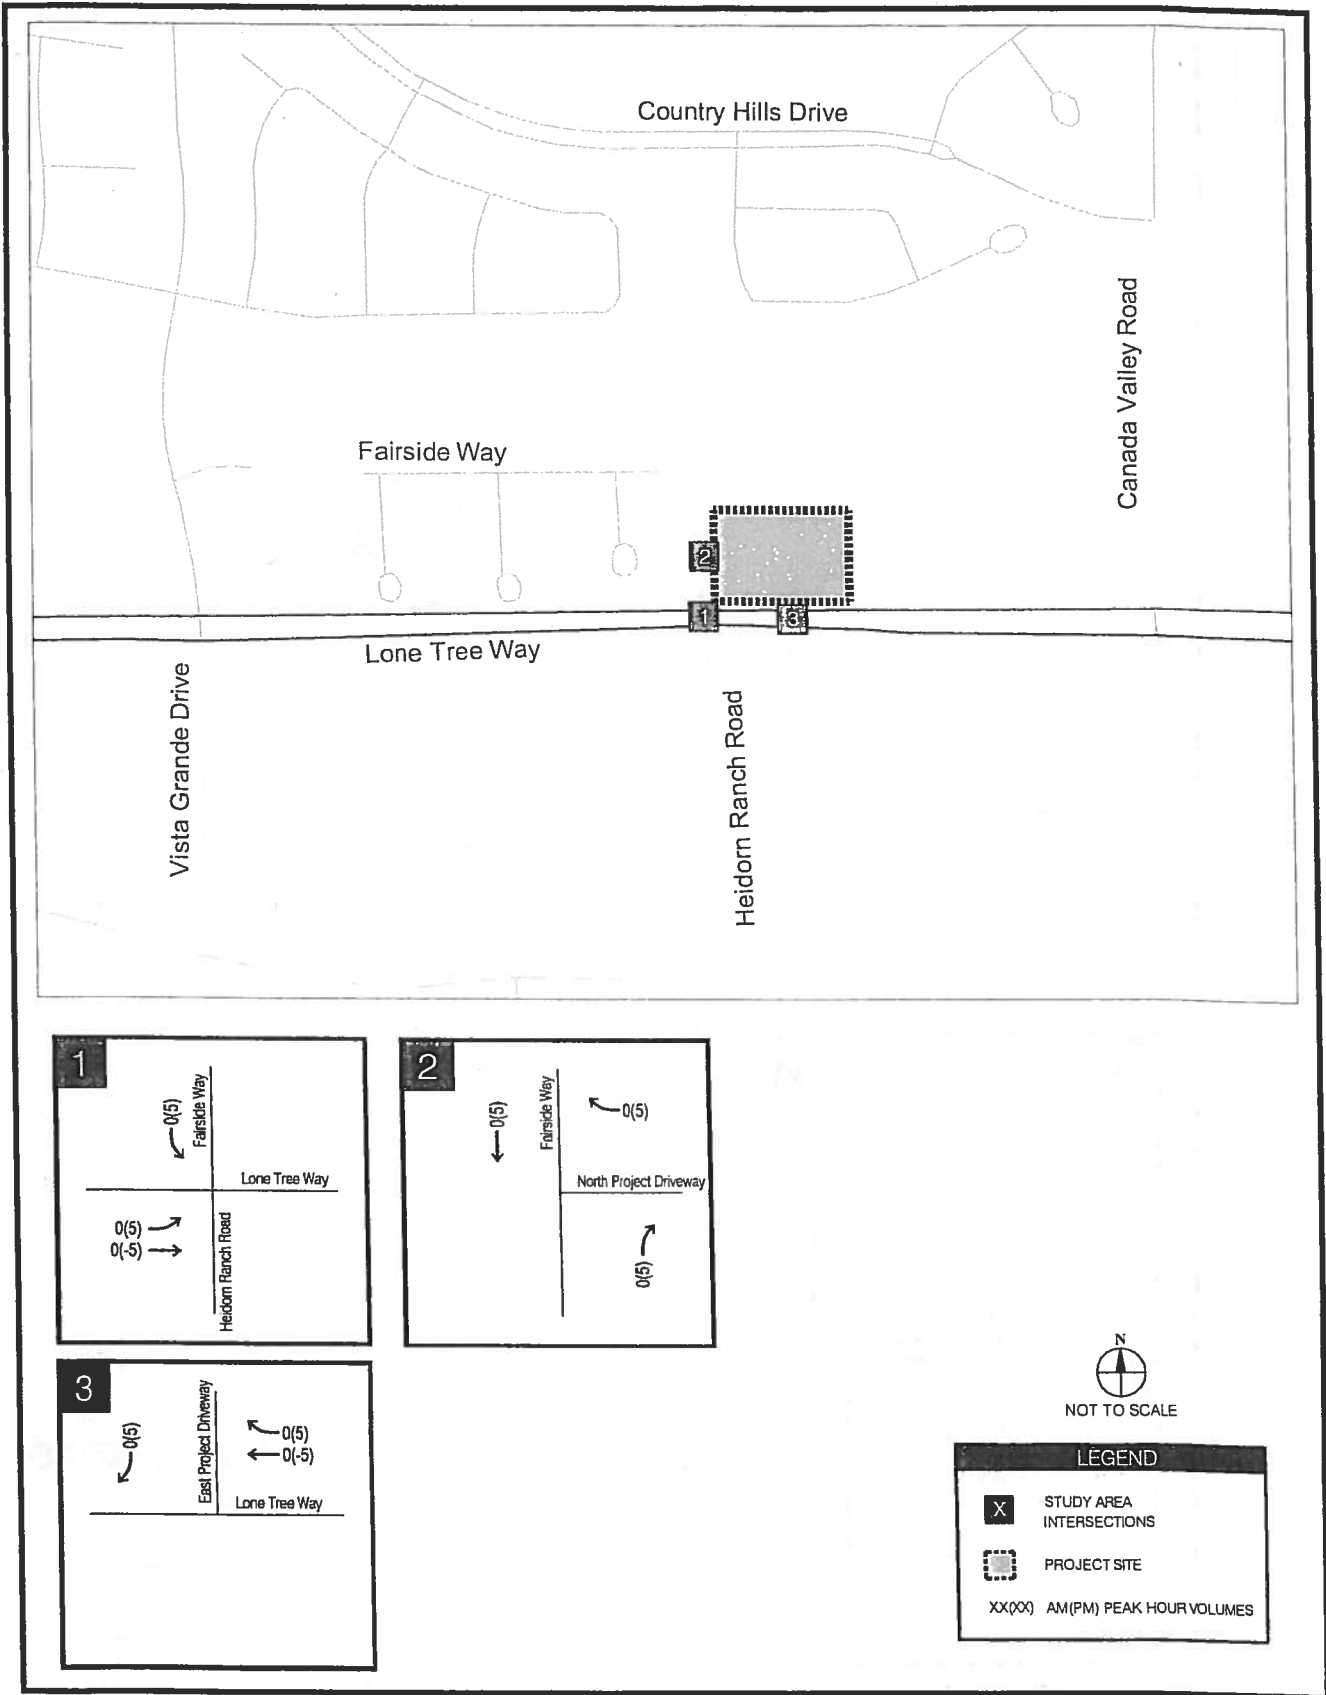 Country Hills Drive
Canada Valley Road
Fairside Way
2
1
3
Lone Tree Way
Vista Grande Drive
Heidorn Ranch Road
1
0(5)
Fairside Way
Lone Tree Way
0(5)
0(-5)
Heidorn Ranch Road
2
0(5)
Fairside Way
0(5)
North Project Driveway
0(5)
3
0(5)
East Project Driveway
0(5)
0(-5)
Lone Tree Way
N
NOT TO SCALE
LEGEND
X
STUDY AREA
INTERSECTIONS
PROJECT SITE
XX(XX) AM(PM) PEAK HOUR VOLUMES